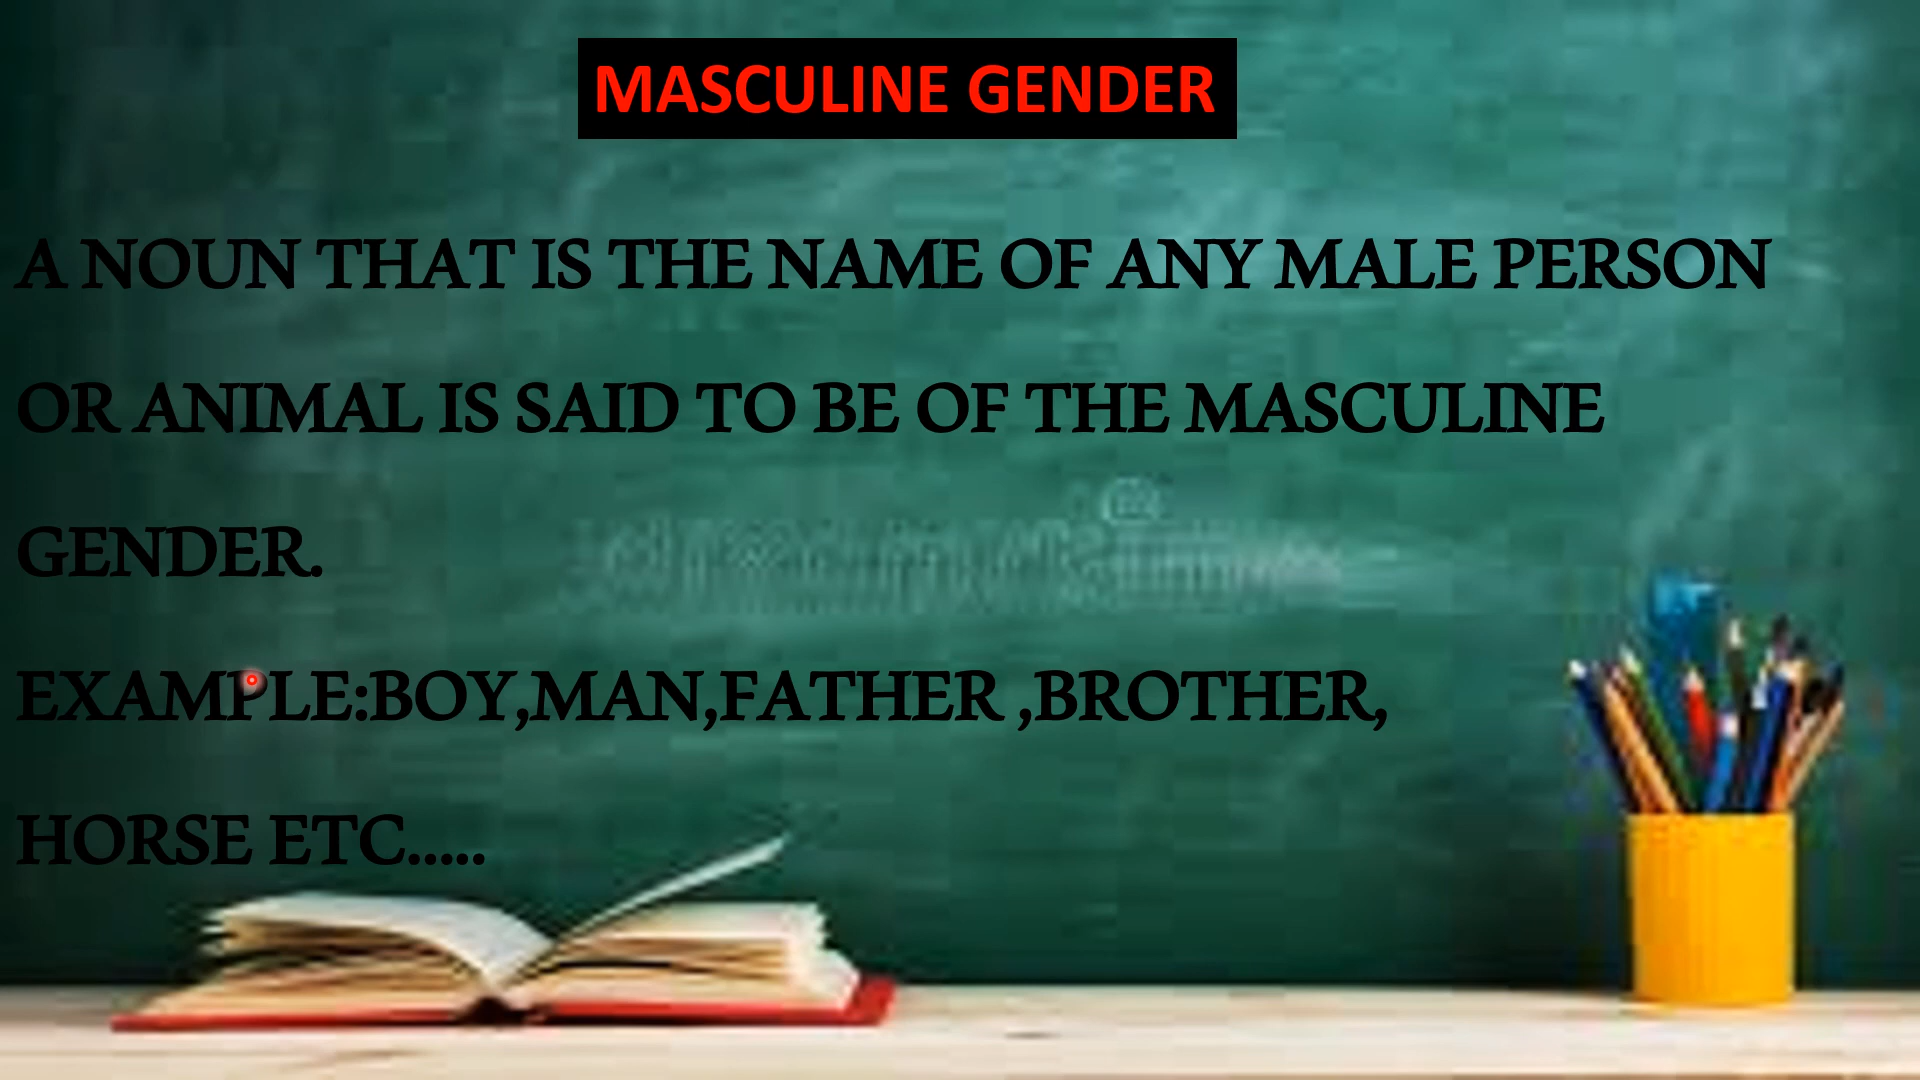 MASCULINE GENDER
A NOUN THAT IS THE NAME OF ANY MALE PERSON
OR ANIMAL IS SAID TO BE OF THE MASCULINE
GENDER.
EXAMPLE:BOY,MAN,FATHER ,BROTHER,
HORSE ETC.....